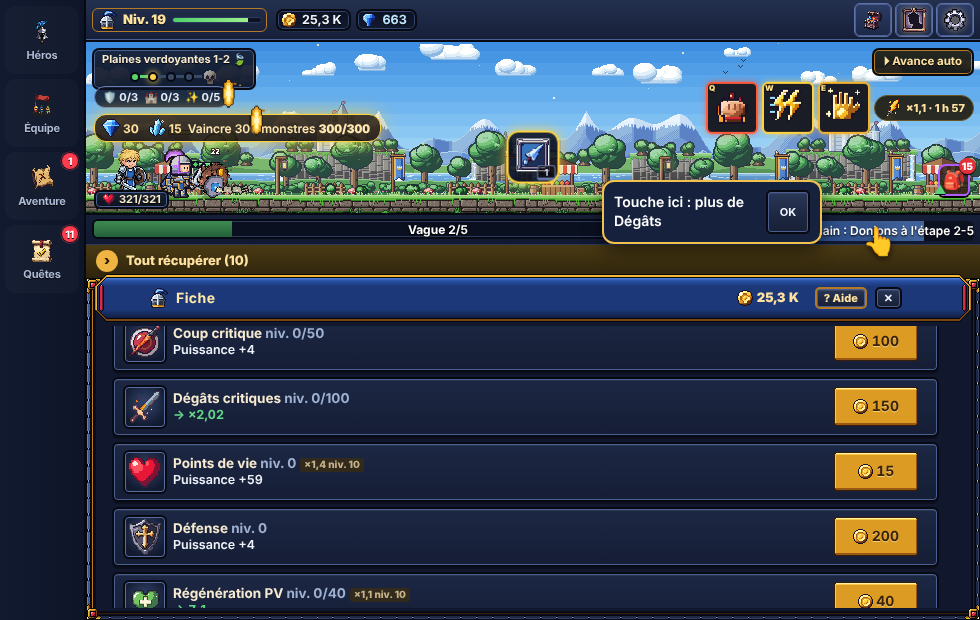 Niv. 19
25,3 K
663
Héros
Équipe
Aventure
1
Quêtes
11
Plaines verdoyantes 1-2
0/3 0/3 0/5
30 15 Vaincre 30 monstres 300/300
Q
W
E
Avance auto
×1,1 · 1 h 57
22
1
15
321/321
Vague 2/5
Touche ici : plus de
Dégâts
OK
à l'étape 2-5
Tout récupérer (10)
Fiche
25,3 K
? Aide
×
Coup critique niv. 0/50
Puissance +4
100
Dégâts critiques niv. 0/100
→ ×2,02
150
Points de vie niv. 0 ×1,4 niv. 10
Puissance +59
15
Défense niv. 0
Puissance +4
200
Régénération PV niv. 0/40 ×1,1 niv. 10
40